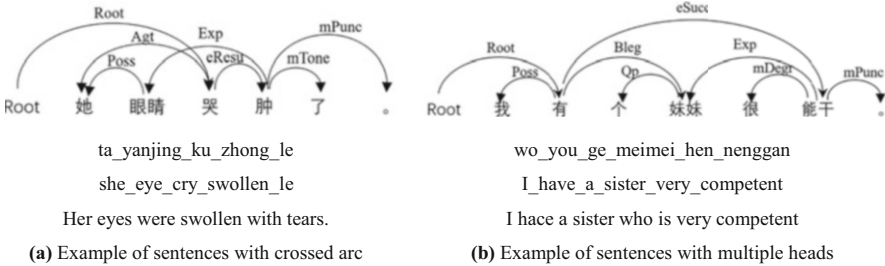 Root Agt Exp mPunc
Poss eResu mTone
Root 她 眼睛 哭 肿 了 。
ta_yanjing_ku_zhong_le
she_eye_cry_swollen_le
Her eyes were swollen with tears.
(a) Example of sentences with crossed arc
eSucc
Root Bleg Exp
Poss Qp mDegr mPunc
Root 我 有 个 妹妹 很 能干 。
wo_you_ge_meimei_hen_nenggan
I_have_a_sister_very_competent
I hace a sister who is very competent
(b) Example of sentences with multiple heads